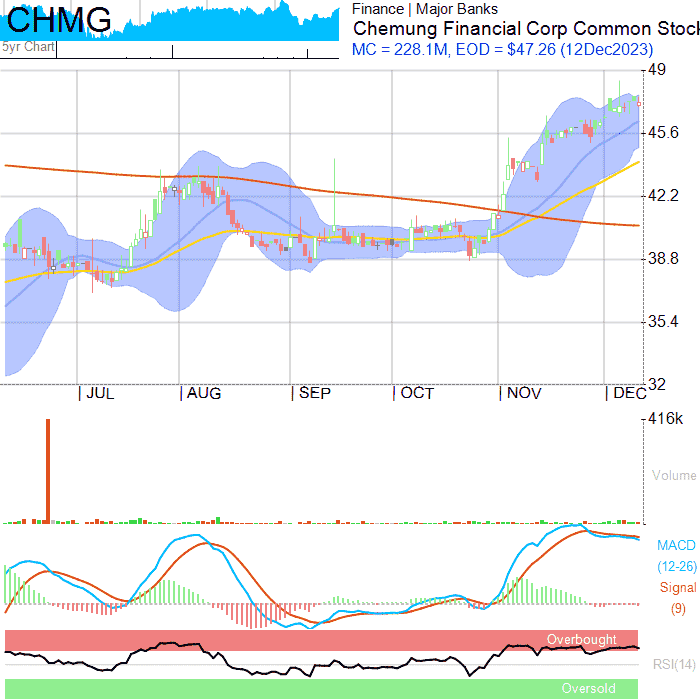 CHMG
5yr Chart
Finance | Major Banks
Chemung Financial Corp Common Stock
MC = 228.1M, EOD = $47.26 (12Dec2023)
49
45.6
42.2
38.8
35.4
32
JUL AUG SEP OCT NOV DEC
416k
Volume
MACD
(12-26)
Signal
(9)
Overbought
RSI(14)
Oversold